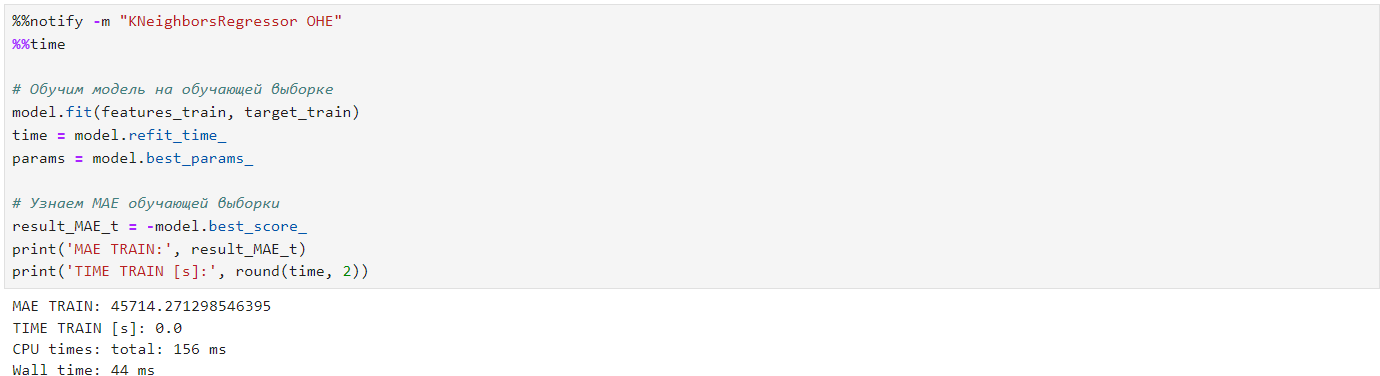 %%notify -m "KNeighborsRegressor OHE"
%%time
# Обучим модель на обучающей выборке
model.fit(features_train, target_train)
time = model.refit_time_
params = model.best_params_
# Узнаем MAE обучающей выборки
result_MAE_t = -model.best_score_
print('MAE TRAIN:', result_MAE_t)
print('TIME TRAIN [s]:', round(time, 2))
MAE TRAIN: 45714.271298546395
TIME TRAIN [s]: 0.0
CPU times: total: 156 ms
Wall time: 44 ms